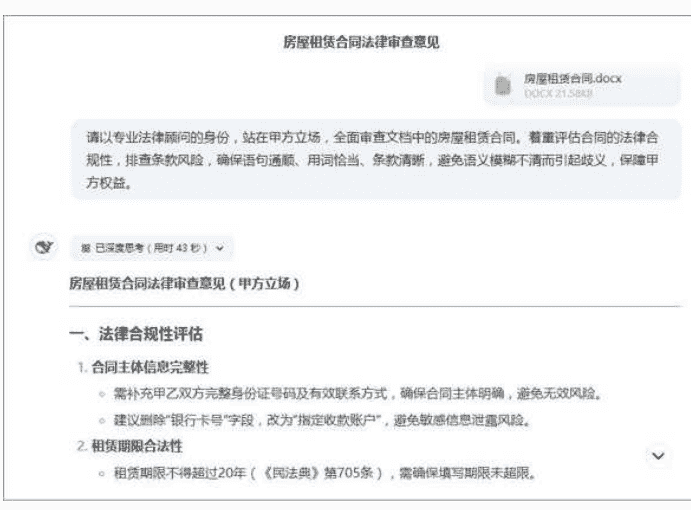 房屋租赁合同法律审查意见
房屋租赁合同.docx
DOCX 21.58KB
请以专业法律顾问的身份，站在甲方立场，全面审查文档中的房屋租赁合同。着重评估合同的法律合
规性，排查条款风险，确保语句通顺、用词恰当、条款清晰，避免语义模糊不清而引起歧义，保障甲
方权益。
已深度思考（用时 43 秒）
房屋租赁合同法律审查意见（甲方立场）
一、法律合规性评估
1. 合同主体信息完整性
需补充甲乙双方完整身份证号码及有效联系方式，确保合同主体明确，避免无效风险。
建议删除“银行卡号”字段，改为“指定收款账户”，避免敏感信息泄露风险。
2. 租赁期限合法性
租赁期限不得超过20年（《民法典》第705条），需确保填写期限未超限。